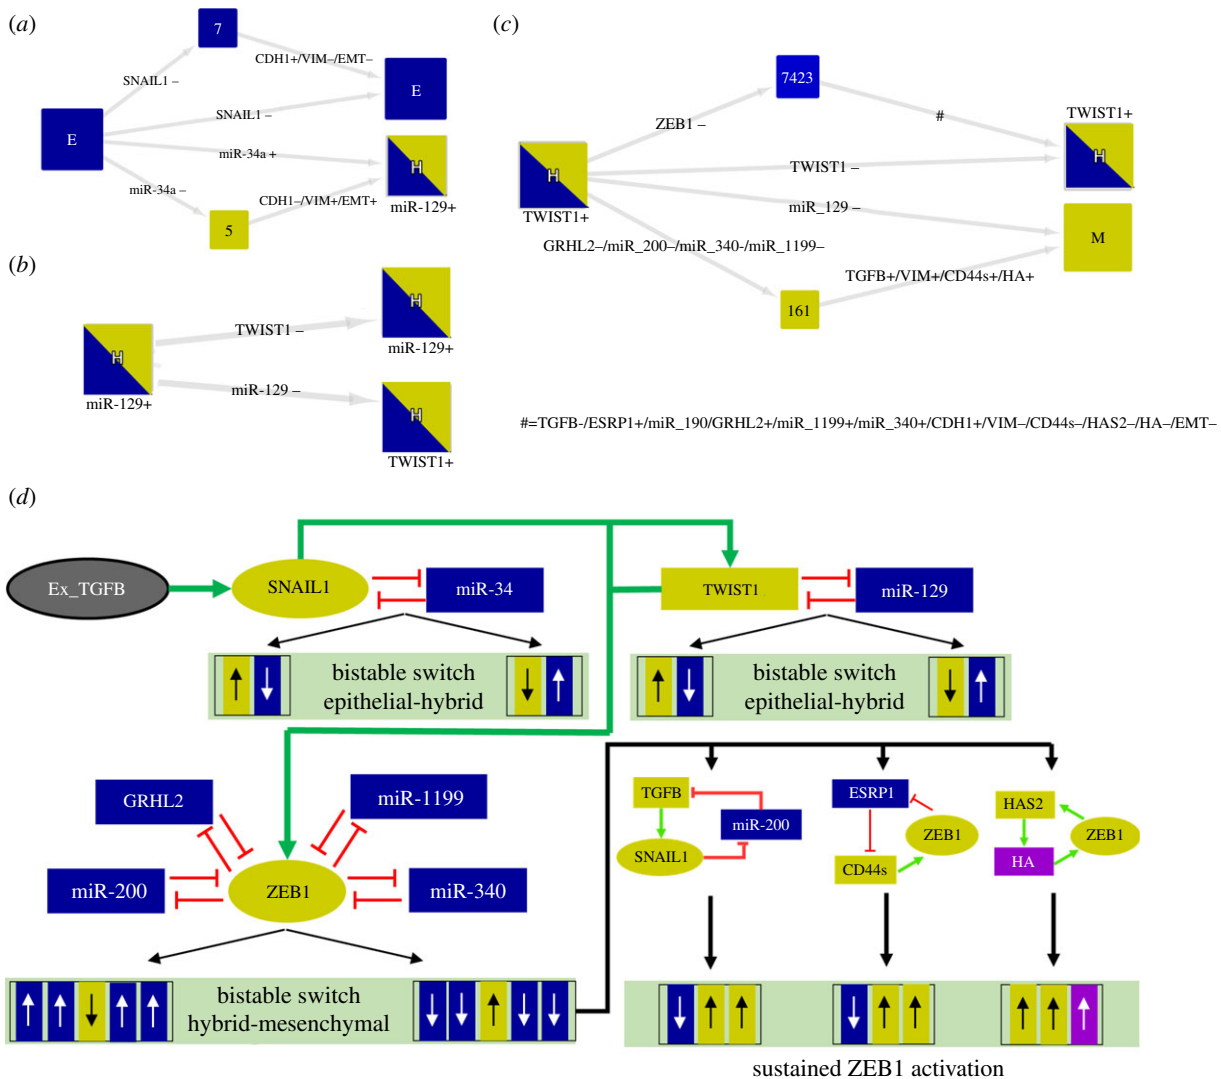 (a)
7
SNAIL1 –
CDH1+/VIM–/EMT–
E
E
SNAIL1 –
miR-34a +
H
miR-129+
miR-34a –
CDH1–/VIM+/EMT+
5
(b)
TWIST1 –
H
miR-129+
H
miR-129+
miR-129 –
H
TWIST1+
(c)
7423
ZEB1 –
#
TWIST1+
H
H
TWIST1+
TWIST1 –
miR_129 –
M
GRHL2–/miR_200–/miR_340-/miR_1199–
TGFB+/VIM+/CD44s+/HA+
161
#=TGFB-/ESRP1+/miR_190/GRHL2+/miR_1199+/miR_340+/CDH1+/VIM–/CD44s–/HAS2–/HA–/EMT–
(d)
Ex_TGFB
SNAIL1
miR-34
TWIST1
miR-129
bistable switch
epithelial-hybrid
bistable switch
epithelial-hybrid
GRHL2
miR-1199
miR-200
ZEB1
miR-340
bistable switch
hybrid-mesenchymal
TGFB
miR-200
SNAIL1
ESRP1
ZEB1
CD44s
HAS2
ZEB1
HA
sustained ZEB1 activation